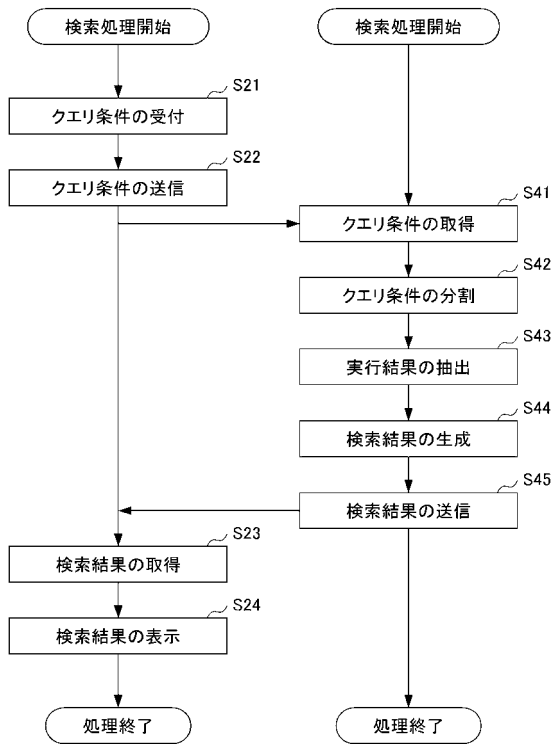 検索処理開始
検索処理開始
S21
クエリ条件の受付
S22
クエリ条件の送信
S41
クエリ条件の取得
S42
クエリ条件の分割
S43
実行結果の抽出
S44
検索結果の生成
S45
検索結果の送信
S23
検索結果の取得
S24
検索結果の表示
処理終了
処理終了